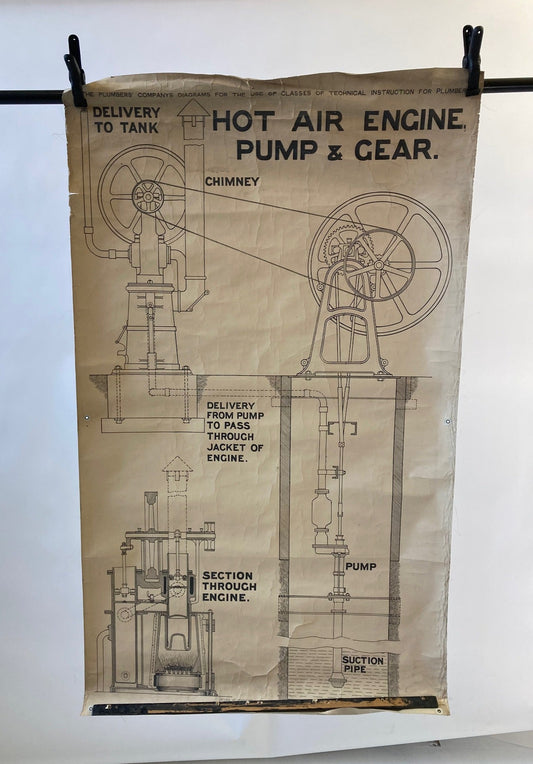 THE PLUMBERS' COMPANY'S DIAGRAMS FOR THE USE OF CLASSES OF TECHNICAL INSTRUCTION FOR PLUMBER
HOT AIR ENGINE,
PUMP & GEAR.
DELIVERY
TO TANK
CHIMNEY
DELIVERY
FROM PUMP
TO PASS
THROUGH
JACKET OF
ENGINE.
SECTION
THROUGH
ENGINE.
PUMP
SUCTION
PIPE